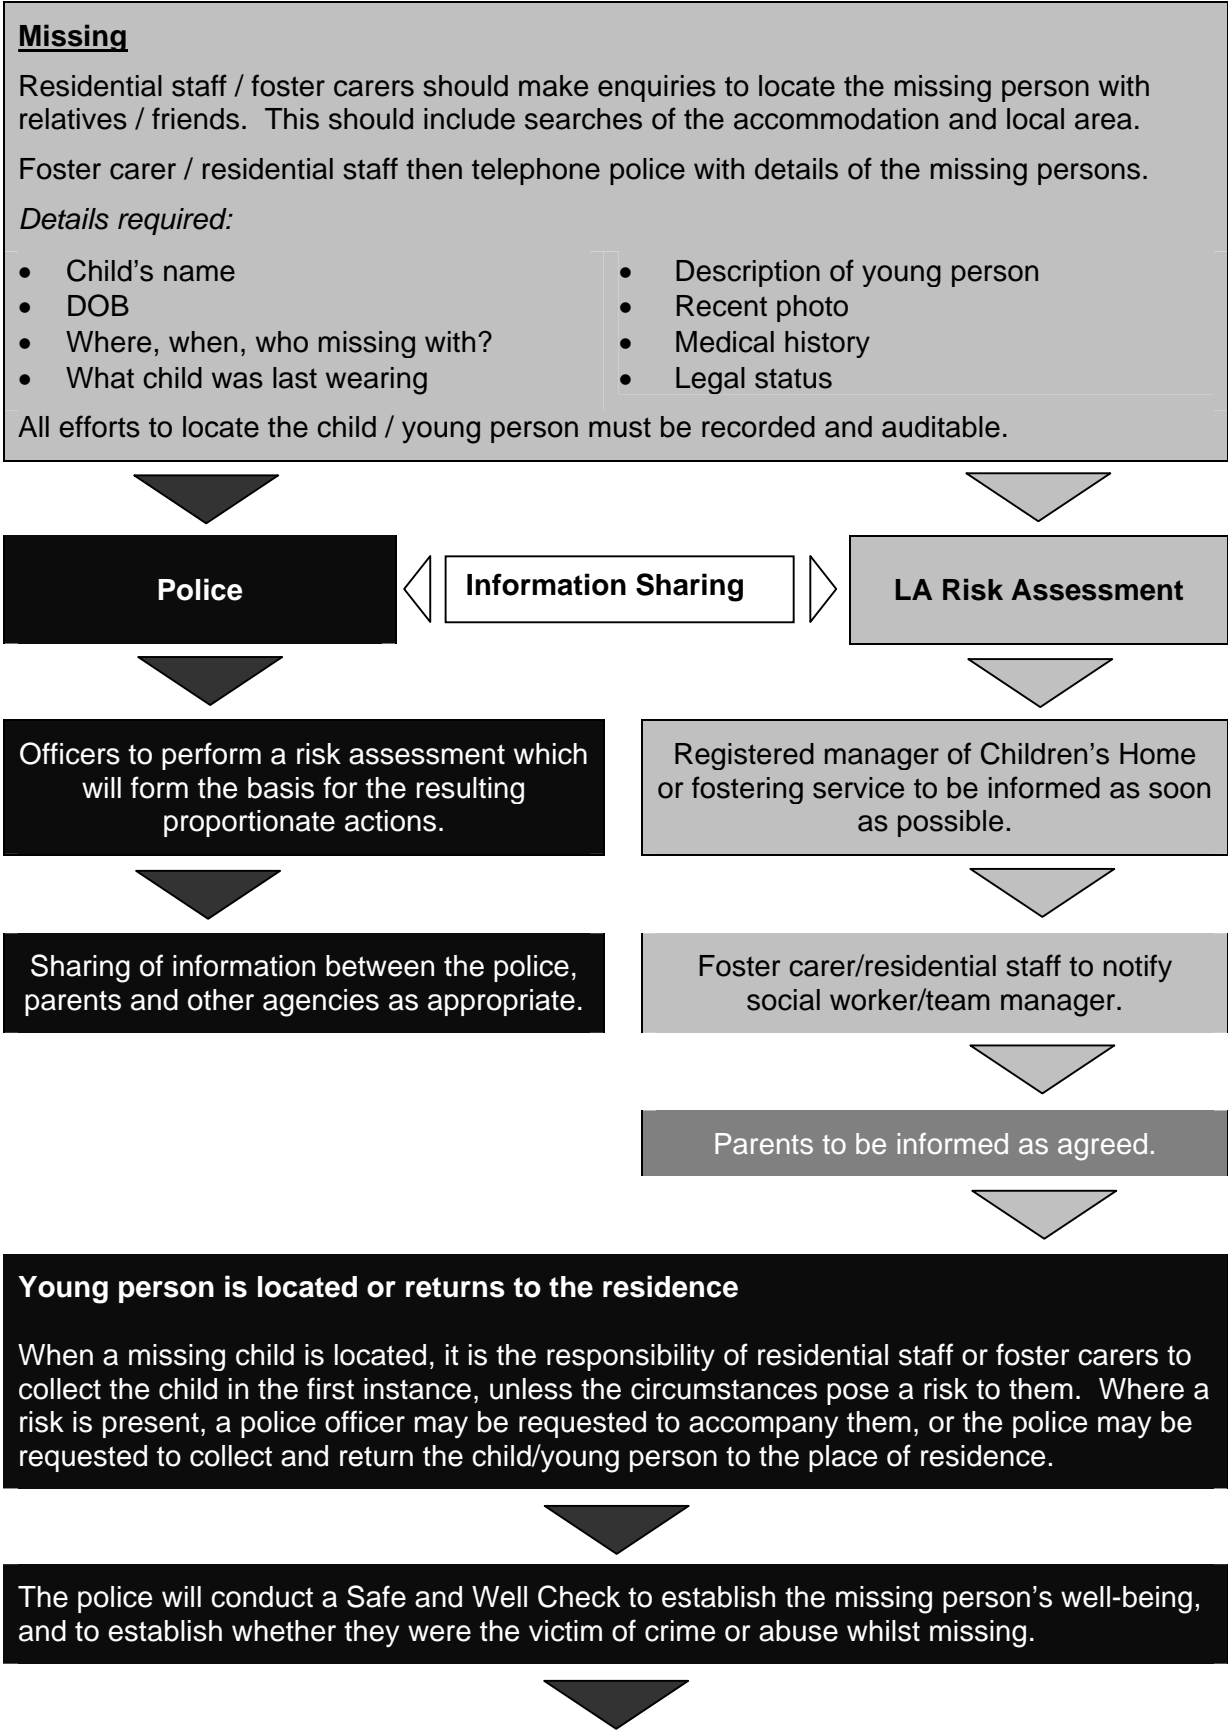 Missing
Residential staff / foster carers should make enquiries to locate the missing person with
relatives / friends.  This should include searches of the accommodation and local area.
Foster carer / residential staff then telephone police with details of the missing persons.
Details required:
• Child's name
• DOB
• Where, when, who missing with?
• What child was last wearing
• Description of young person
• Recent photo
• Medical history
• Legal status
All efforts to locate the child / young person must be recorded and auditable.
Police
Information Sharing
LA Risk Assessment
Officers to perform a risk assessment which
will form the basis for the resulting
proportionate actions.
Registered manager of Children's Home
or fostering service to be informed as soon
as possible.
Sharing of information between the police,
parents and other agencies as appropriate.
Foster carer/residential staff to notify
social worker/team manager.
Parents to be informed as agreed.
Young person is located or returns to the residence
When a missing child is located, it is the responsibility of residential staff or foster carers to
collect the child in the first instance, unless the circumstances pose a risk to them.  Where a
risk is present, a police officer may be requested to accompany them, or the police may be
requested to collect and return the child/young person to the place of residence.
The police will conduct a Safe and Well Check to establish the missing person's well-being,
and to establish whether they were the victim of crime or abuse whilst missing.